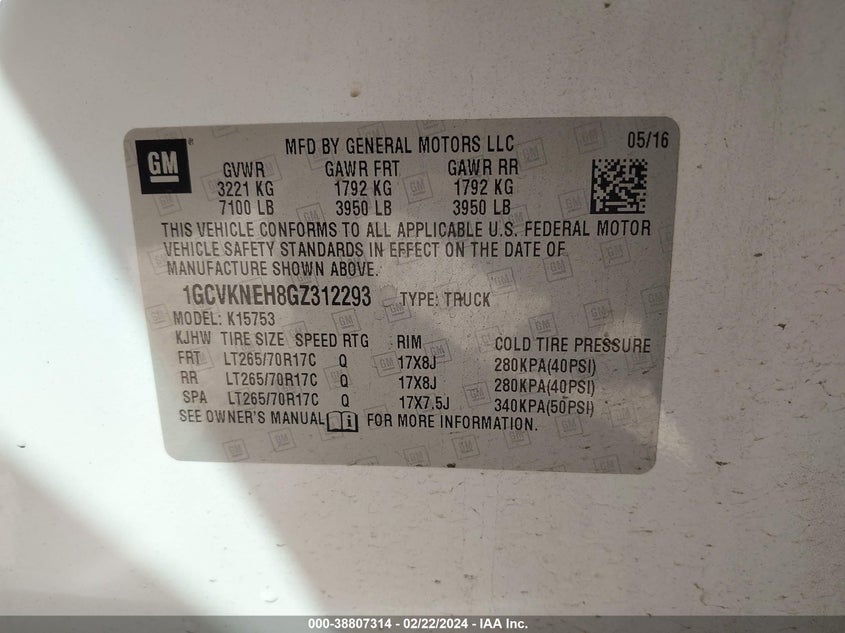 GM
MFD BY GENERAL MOTORS LLC 05/16
GVWR GAWR FRT GAWR RR
3221 KG 1792 KG 1792 KG
7100 LB 3950 LB 3950 LB
THIS VEHICLE CONFORMS TO ALL APPLICABLE U.S. FEDERAL MOTOR
VEHICLE SAFETY STANDARDS IN EFFECT ON THE DATE OF
MANUFACTURE SHOWN ABOVE.
1GCVKNEH8GZ312293 TYPE: TRUCK
MODEL: K15753
KJHW TIRE SIZE SPEED RTG RIM COLD TIRE PRESSURE
FRT LT265/70R17C Q 17X8J 280KPA(40PSI)
RR LT265/70R17C Q 17X8J 280KPA(40PSI)
SPA LT265/70R17C Q 17X7.5J 340KPA(50PSI)
SEE OWNER'S MANUAL FOR MORE INFORMATION.
000-38807314 - 02/22/2024 - IAA Inc.